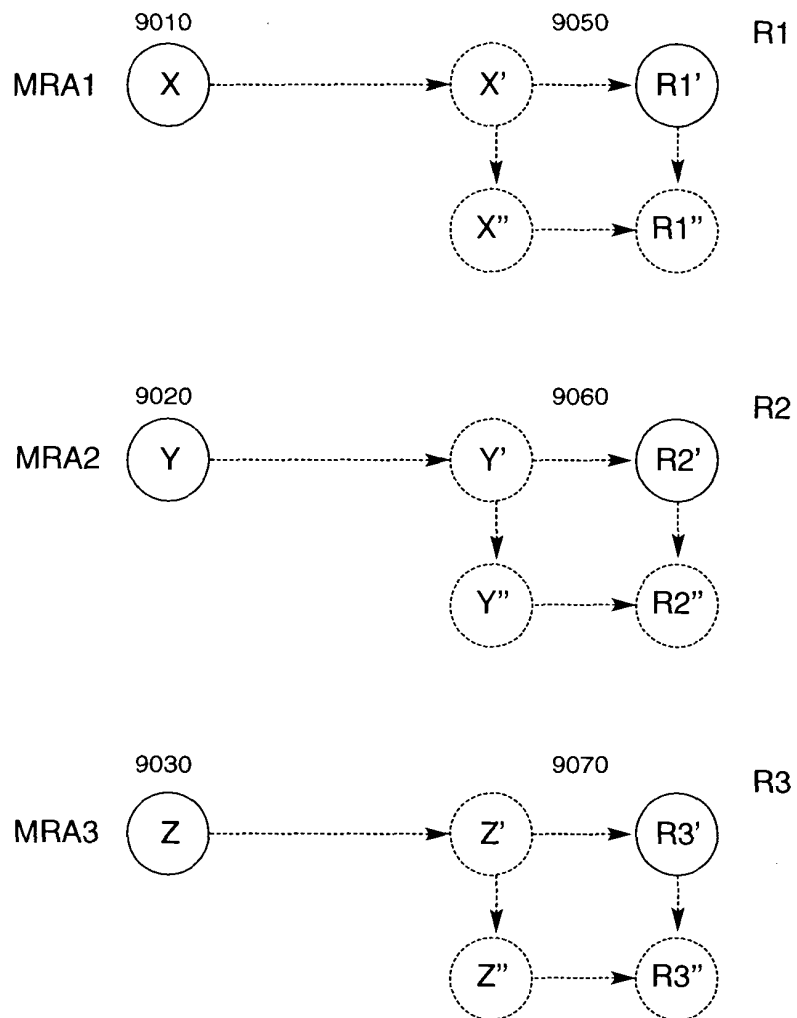 9010 9050 R1
MRA1 X X' R1'
X" R1"
9020 9060 R2
MRA2 Y Y' R2'
Y" R2"
9030 9070 R3
MRA3 Z Z' R3'
Z" R3"